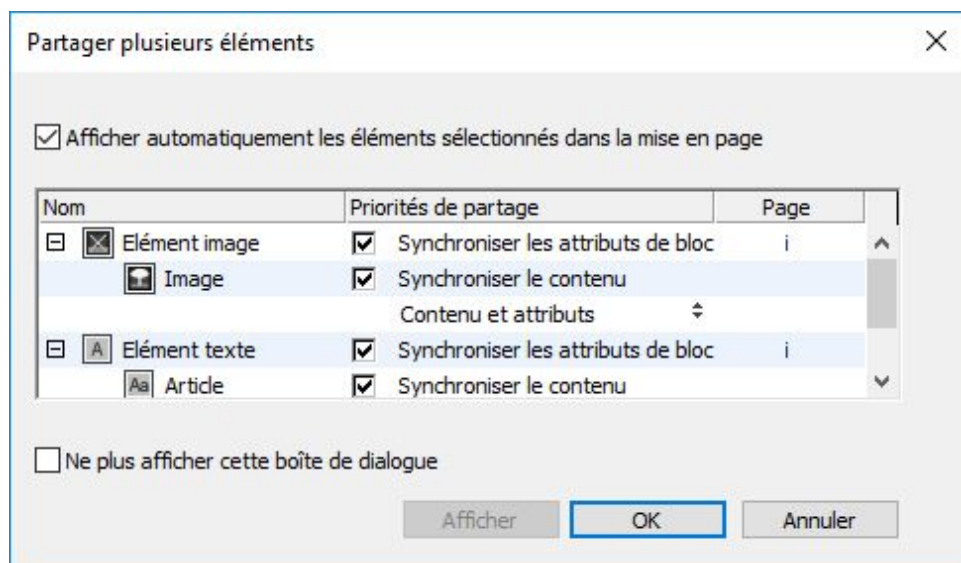 Partager plusieurs éléments
Afficher automatiquement les éléments sélectionnés dans la mise en page
Nom Priorités de partage Page
Elément image Synchroniser les attributs de bloc i
Image Synchroniser le contenu
Contenu et attributs
A Elément texte Synchroniser les attributs de bloc i
Aa Article Synchroniser le contenu
Ne plus afficher cette boîte de dialogue
Afficher OK Annuler